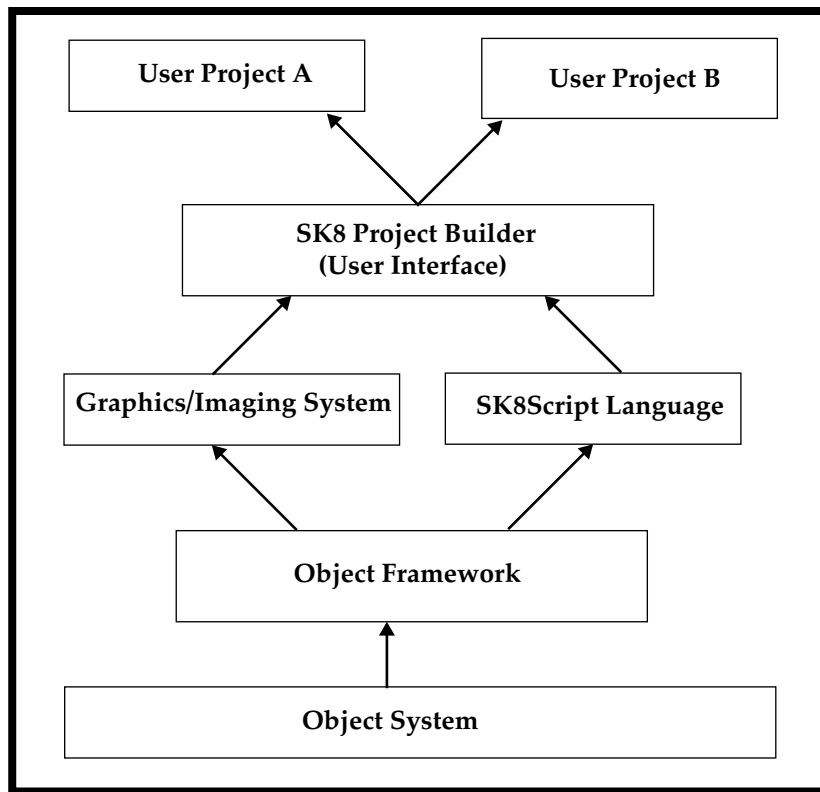 User Project A
User Project B
SK8 Project Builder
(User Interface)
Graphics/Imaging System
SK8Script Language
Object Framework
Object System